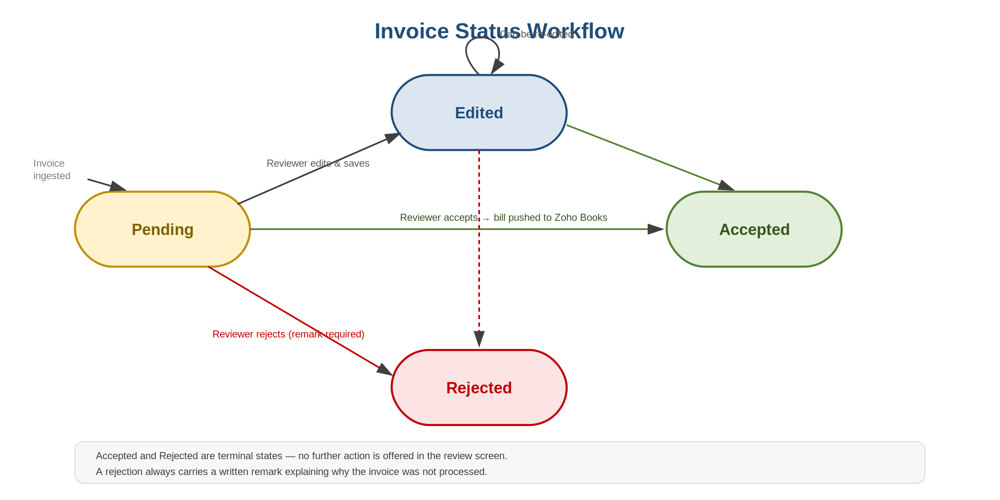 Invoice Status Workflow
Can be re-edited
Edited
Invoice
ingested
Reviewer edits & saves
Reviewer accepts → bill pushed to Zoho Books
Pending
Accepted
Reviewer rejects (remark required)
Rejected
Accepted and Rejected are terminal states — no further action is offered in the review screen.
A rejection always carries a written remark explaining why the invoice was not processed.